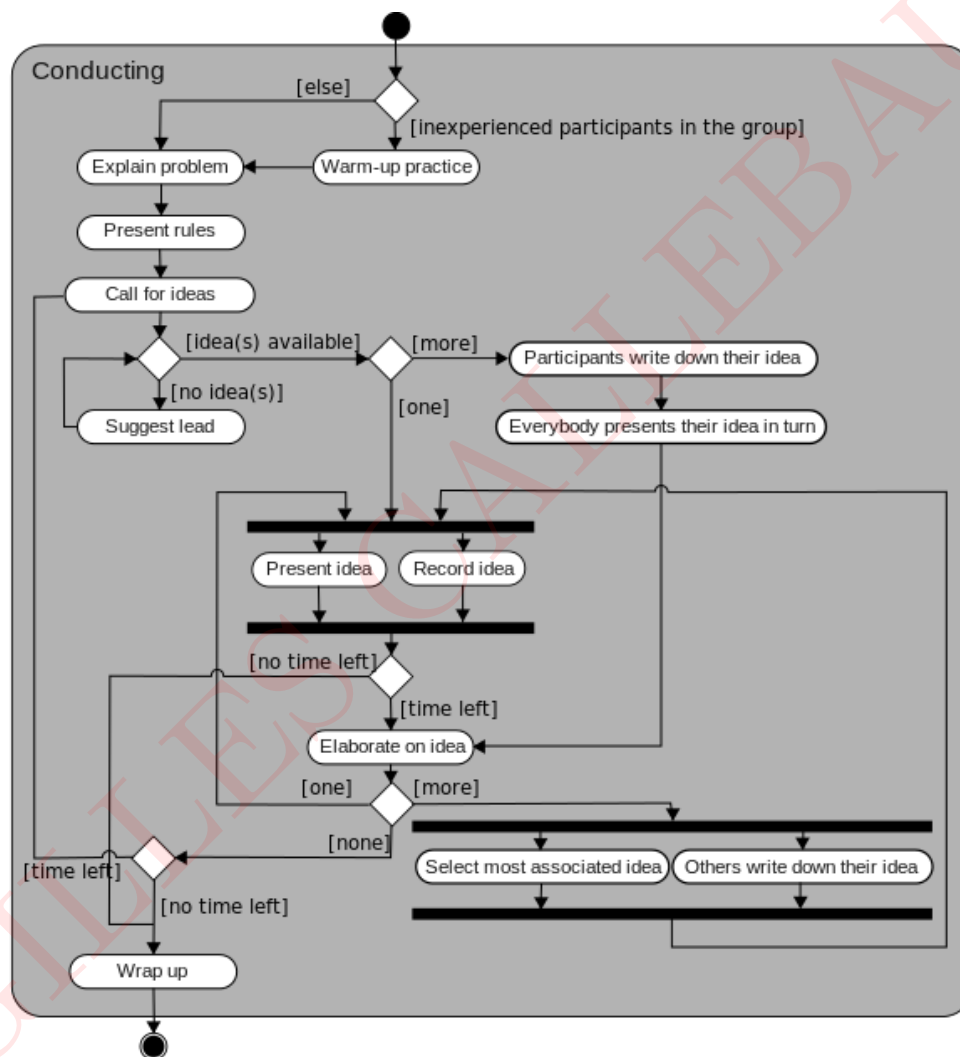 Conducting
[else]
[inexperienced participants in the group]
Explain problem
Warm-up practice
Present rules
Call for ideas
[idea(s) available]
[more]
Participants write down their idea
[no idea(s)]
[one]
Suggest lead
Everybody presents their idea in turn
Present idea
Record idea
[no time left]
[time left]
Elaborate on idea
[one]
[more]
[none]
[time left]
Select most associated idea
Others write down their idea
[no time left]
Wrap up
GILLES CALLEBAU